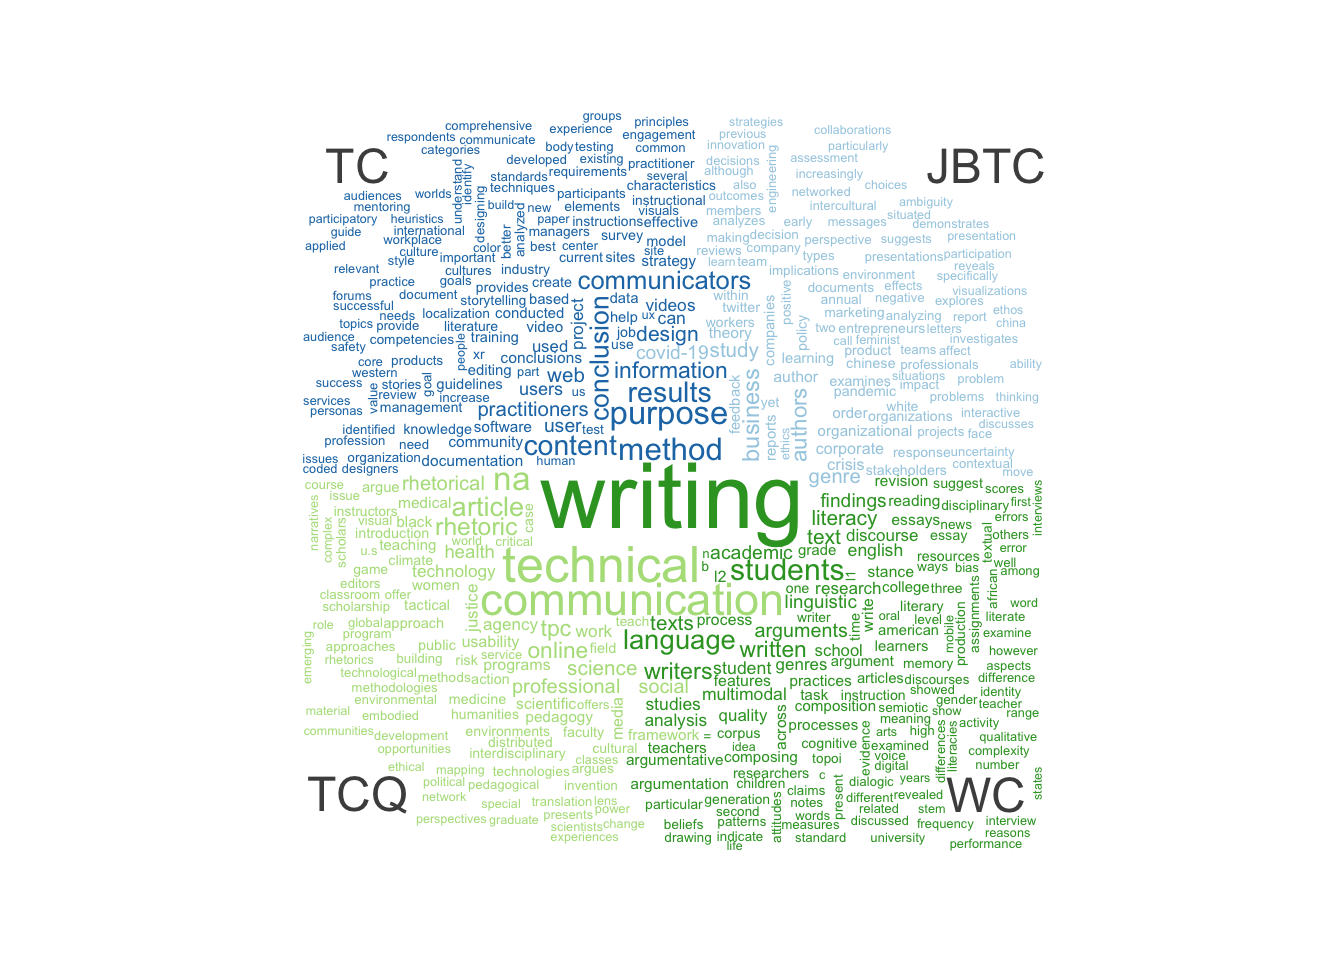 groups
comprehensive experience principles strategies
respondents communicate engagement previous collaborations
categories body testing common innovation particularly
TC developed existing practitioner decisions assessment JBTC
understand identify standards requirements several although engineering increasingly
techniques characteristics also networked choices
audiences worlds participants instructional outcomes
mentoring designing build- new elements visuals members intercultural ambiguity
participatory heuristics analyzed paper instructions effective analyzes early messages situated
guide international better managers survey model making decision perspective suggests demonstrates presentation
applied workplace color best center site reviews company
culture important current sites strategy learn team types presentations participation
relevant style cultures industry communicators implications environment reveals
practice goals provides create specifically
forums document storytelling based conclusion data videos within positive documents effects visualizations
successful localization conducted project help ux can twitter annual negative explores
topics needs provide literature video job design workers companies policy marketing analyzing report ethos
audience competencies training used use theory two entrepreneurs letters china
safety people xr conclusions covid-19 study call feminist investigates
core products editing part web information learning product teams affect
western chinese professionals ability
success stories goal guidelines users us results business author examines situations impact problem
services value review increase pandemic
personas management practitioners purpose feedback yet authors white problems thinking
identified knowledge software user test reports ethics order organizations interactive
profession need community content method organizational projects face discusses
issues organization documentation human corporate response uncertainty
coded designers crisis stakeholders contextual
course argue rhetorical na writing genre revision suggest scores move
narratives issue medical article findings reading disciplinary first interviews
complex scholars instructors visual black rhetoric case literacy essays news errors
introduction world critical text discourse essay textual others
u.s teaching health technical n academic grade english resources error
climate b l2 students l1 stance ways bias well
game technology among
editors women communication one research college three african
classroom offer linguistic
scholarship tactical justice teach writer write literary assignments word
role global approach agency tpc work texts process time oral level mobile production literate
program arguments american examine
emerging approaches public usability online field language written school learners however
rhetorics building risk service programs science writers student genres argument memory aspects
technological methods action features practices articles discourses difference
methodologies professional social multimodal task instruction showed identity
environmental medicine scientific offers media studies composition semiotic gender teacher
material embodied humanities pedagogy analysis quality across meaning show range
communities development environments faculty framework = corpus processes arts high activity qualitative
opportunities distributed cultural teachers idea cognitive evidence examined differences literacies complexity
interdisciplinary classes argumentative composing topoi voice number
ethical mapping technologies argues researchers c digital
TCQ political pedagogical invention argumentation children claims dialogic years WC states
network special translation lens particular generation notes present different revealed
perspectives graduate presents power second attitudes words related stem
scientists change beliefs patterns measures discussed frequency interview
experiences drawing indicate standard university reasons
life performance